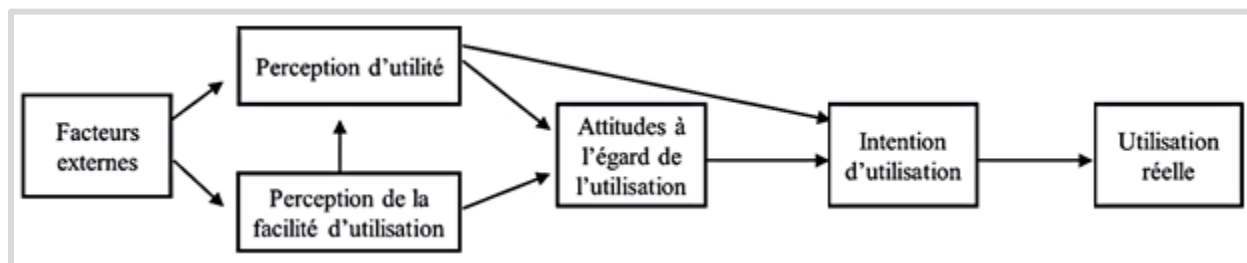 Facteurs
externes
Perception d’utilité
Perception de la
facilité d’utilisation
Attitudes à
l’égard de
l’utilisation
Intention
d’utilisation
Utilisation
réelle